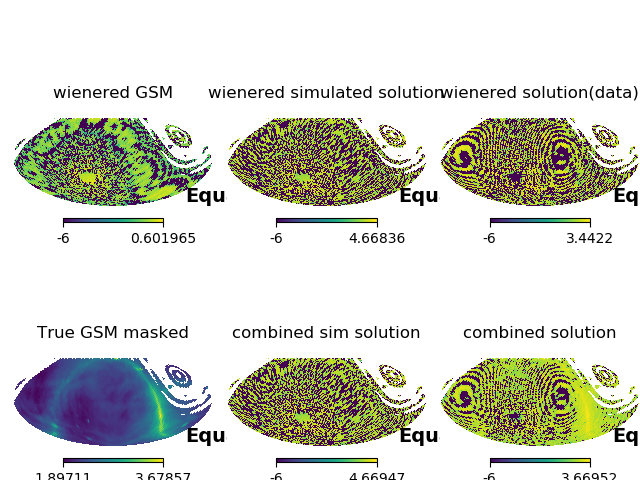 wienered GSM
wienered simulated solution
wienered solution(data)
Equ
Equ
Eq
-6
0.601965
-6
4.66836
-6
3.4422
True GSM masked
combined sim solution
combined solution
Equ
Equ
Eq
1.89711
3.67857
-6
4.66947
-6
3.66952